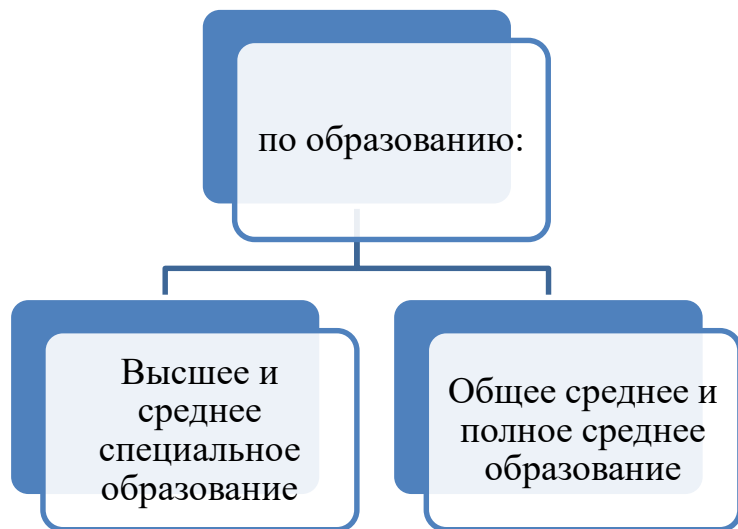 по образованию:
Высшее и
среднее
специальное
образование
Общее среднее и
полное среднее
образование